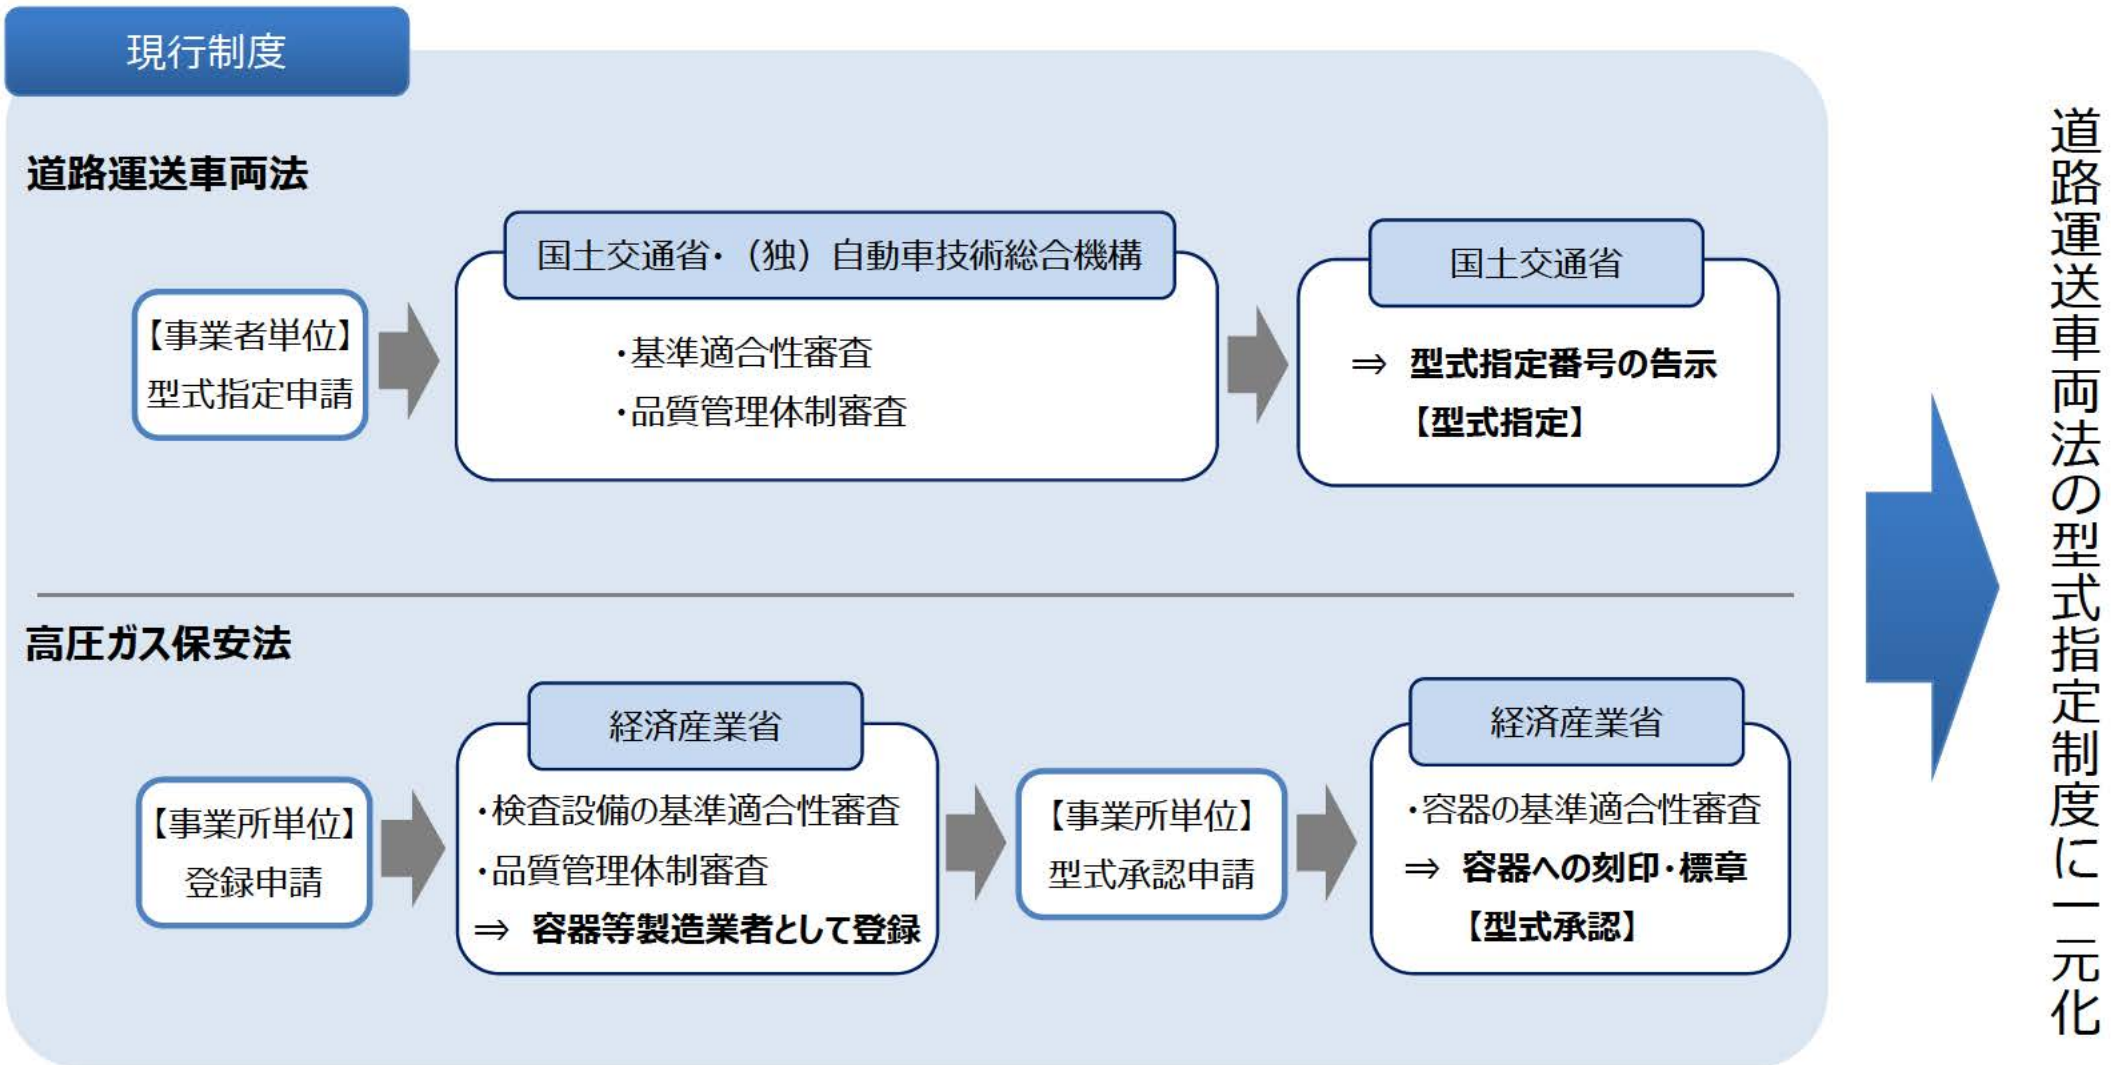 現行制度
道路運送車両法
【事業者単位】
型式指定申請
国土交通省・（独）自動車技術総合機構
・基準適合性審査
・品質管理体制審査
国土交通省
⇒ 型式指定番号の告示
【型式指定】
高圧ガス保安法
【事業所単位】
登録申請
経済産業省
・検査設備の基準適合性審査
・品質管理体制審査
⇒ 容器等製造業者として登録
【事業所単位】
型式承認申請
経済産業省
・容器の基準適合性審査
⇒ 容器への刻印・標章
【型式承認】
道路運送車両法の型式指定制度に一元化